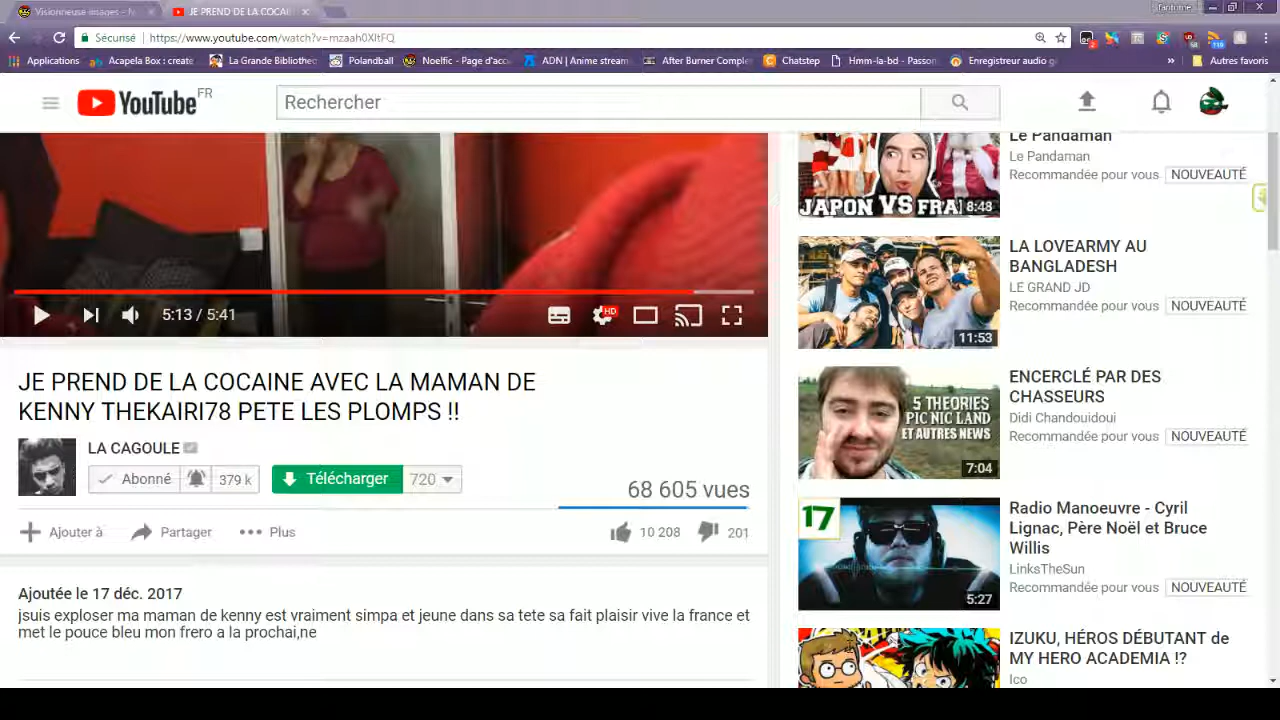 Visionneuse images - N
JE PREND DE LA COCAI
fantome
Sécurisé
https://www.youtube.com/watch?v=mzaah0XltFQ
Applications
Acapela Box : create
La Grande Bibliothe
Polandball
Noelfic - Page d'acc
ADN | Anime stream
After Burner Comple
Chatstep
Hmm-la-bd - Passon
Enregistreur audio g
»
Autres favoris
YouTube FR
Rechercher
Le Pandaman
Le Pandaman
Recommandée pour vous NOUVEAUTÉ
JAPON VS FRA
8:48
LA LOVEARMY AU
BANGLADESH
LE GRAND JD
Recommandée pour vous NOUVEAUTÉ
11:53
5:13 / 5:41
HD
JE PREND DE LA COCAINE AVEC LA MAMAN DE
KENNY THEKAIRI78 PETE LES PLOMPS !!
LA CAGOULE
Abonné 379 k
Télécharger 720
68 605 vues
Ajouter à Partager Plus
10 208 201
Ajoutée le 17 déc. 2017
jsuis exploser ma maman de kenny est vraiment simpa et jeune dans sa tete sa fait plaisir vive la france et
met le pouce bleu mon frero a la prochai,ne
ENCERCLÉ PAR DES
CHASSEURS
Didi Chandouidoui
Recommandée pour vous NOUVEAUTÉ
5 THEORIES
PIC NIC LAND
ET AUTRES NEWS
7:04
Radio Manoeuvre - Cyril
Lignac, Père Noël et Bruce
Willis
LinksTheSun
Recommandée pour vous NOUVEAUTÉ
17
5:27
IZUKU, HÉROS DÉBUTANT de
MY HERO ACADEMIA !?
Ico